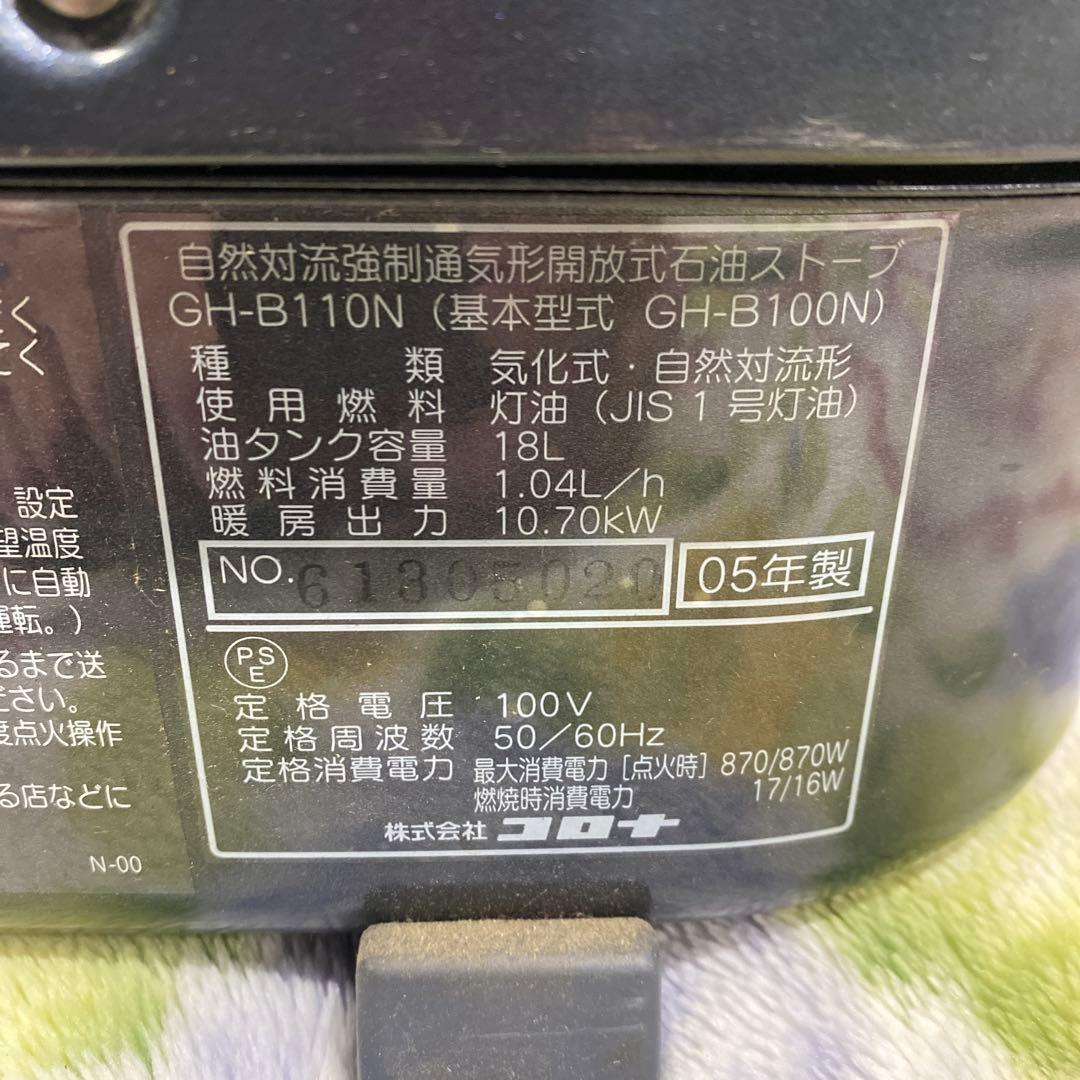 自然対流強制通気形開放式石油ストーブ
GH-B110N（基本型式 GH-B100N）
種類 気化式・自然対流形
使用燃料 灯油（JIS 1 号灯油）
油タンク容量 18L
燃料消費量 1.04L/h
暖房出力 10.70kW
NO. 61305020 05年製
PSE
定格電圧 100V
定格周波数 50/60Hz
定格消費電力 最大消費電力［点火時］870/870W
燃焼時消費電力 17/16W
株式会社 コロナ
てく
設定
望温度
に自動
運転。）
るまで送
ださい。
度点火操作
る店などに
N-00